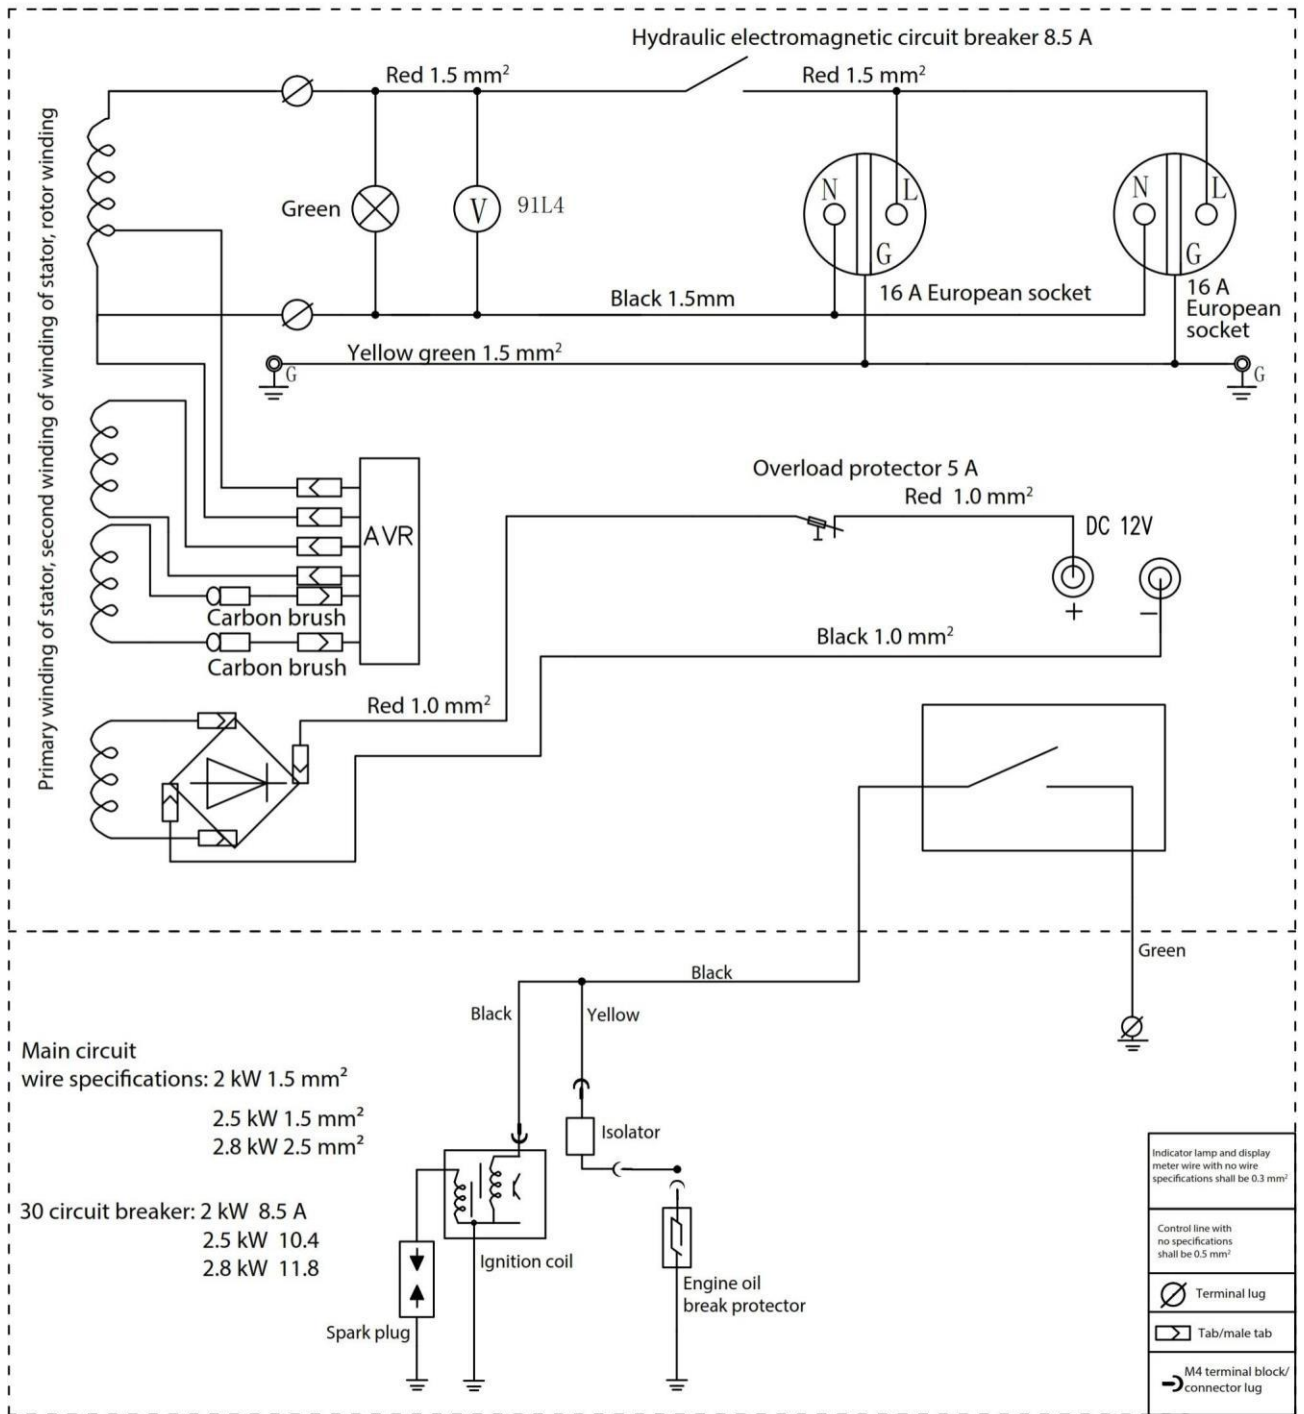 Hydraulic electromagnetic circuit breaker 8.5 A
Red 1.5 mm²
Red 1.5 mm²
Primary winding of stator, second winding of winding of stator, rotor winding
Green
V
91L4
N
L
G
N
L
G
16 A European socket
16 A
European
socket
Black 1.5mm
Yellow green 1.5 mm²
G
G
AVR
Carbon brush
Carbon brush
Overload protector 5 A
Red 1.0 mm²
DC 12V
+
−
Black 1.0 mm²
Red 1.0 mm²
Green
Black
Black
Yellow
Main circuit
wire specifications: 2 kW 1.5 mm²
2.5 kW 1.5 mm²
2.8 kW 2.5 mm²
30 circuit breaker: 2 kW 8.5 A
2.5 kW 10.4
2.8 kW 11.8
Isolator
Ignition coil
Spark plug
Engine oil
break protector
Indicator lamp and display
meter wire with no wire
specifications shall be 0.3 mm²
Control line with
no specifications
shall be 0.5 mm²
Terminal lug
Tab/male tab
M4 terminal block/
connector lug